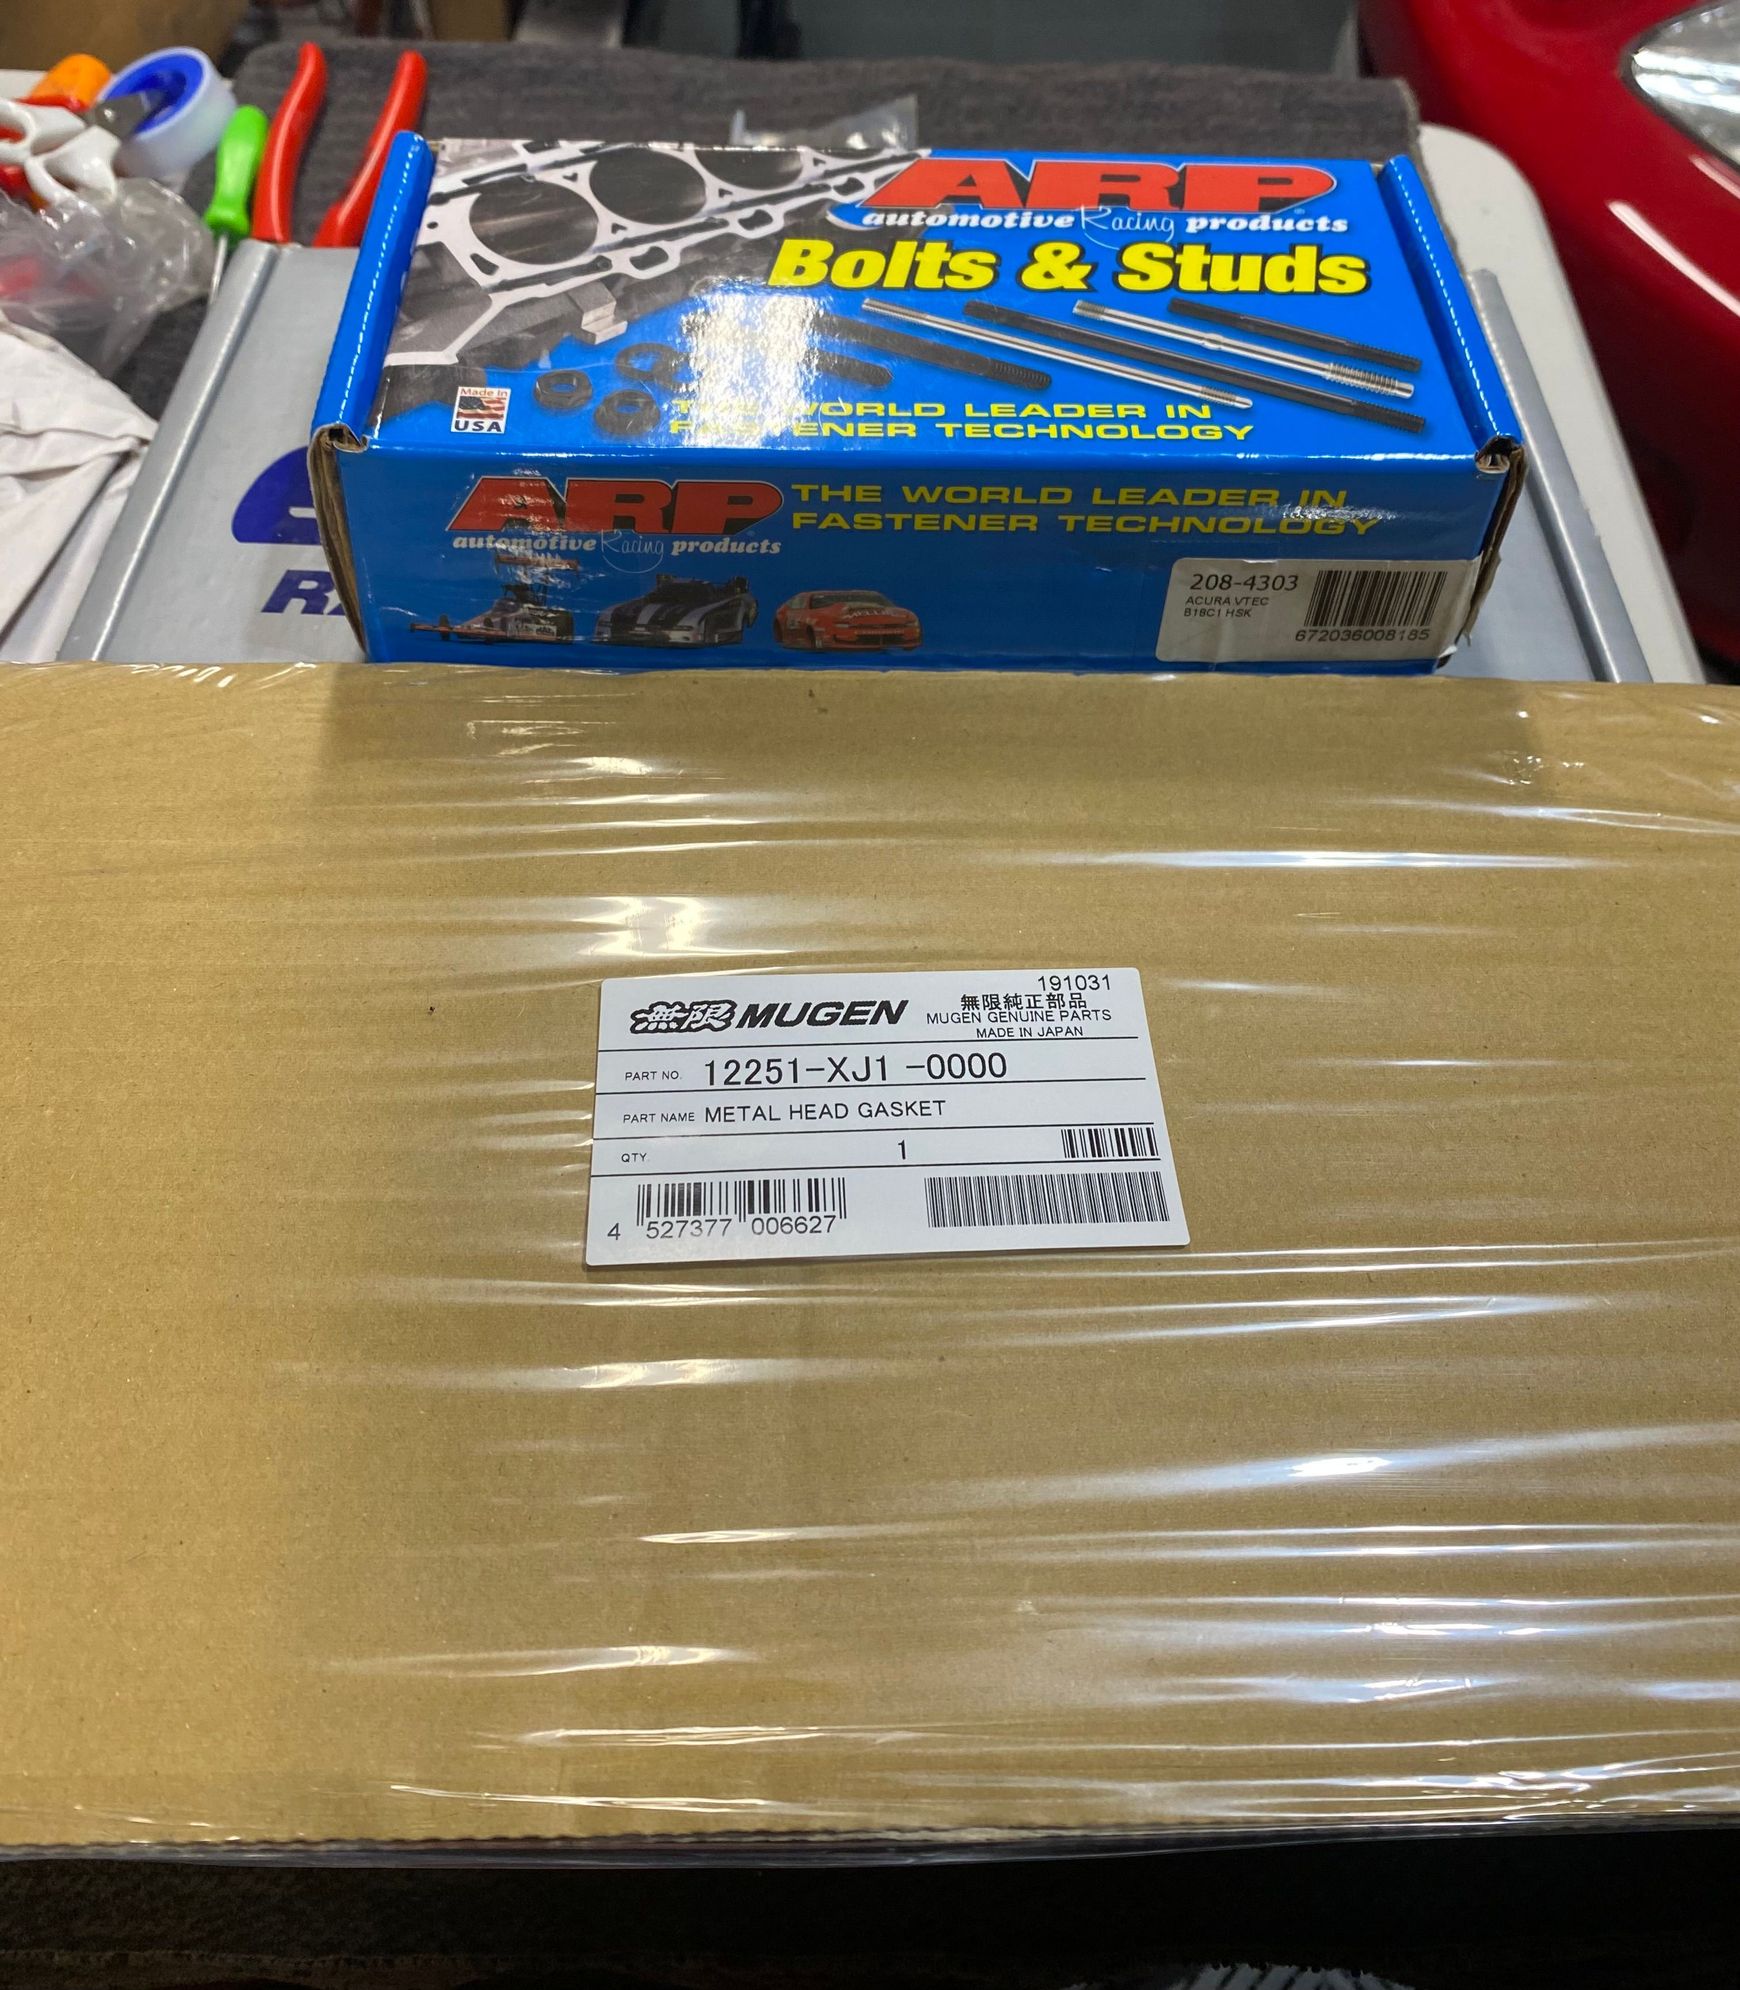 ARP
automotive Racing products
Bolts & Studs
Made in
USA
THE WORLD LEADER IN
FASTENER TECHNOLOGY
ARP
automotive Racing products
THE WORLD LEADER IN
FASTENER TECHNOLOGY
208-4303
ACURA VTEC
B18C1 HSK
672036008185
191031
無限 MUGEN
無限純正部品
MUGEN GENUINE PARTS
MADE IN JAPAN
PART NO. 12251-XJ1 -0000
PART NAME METAL HEAD GASKET
QTY. 1
4 527377 006627